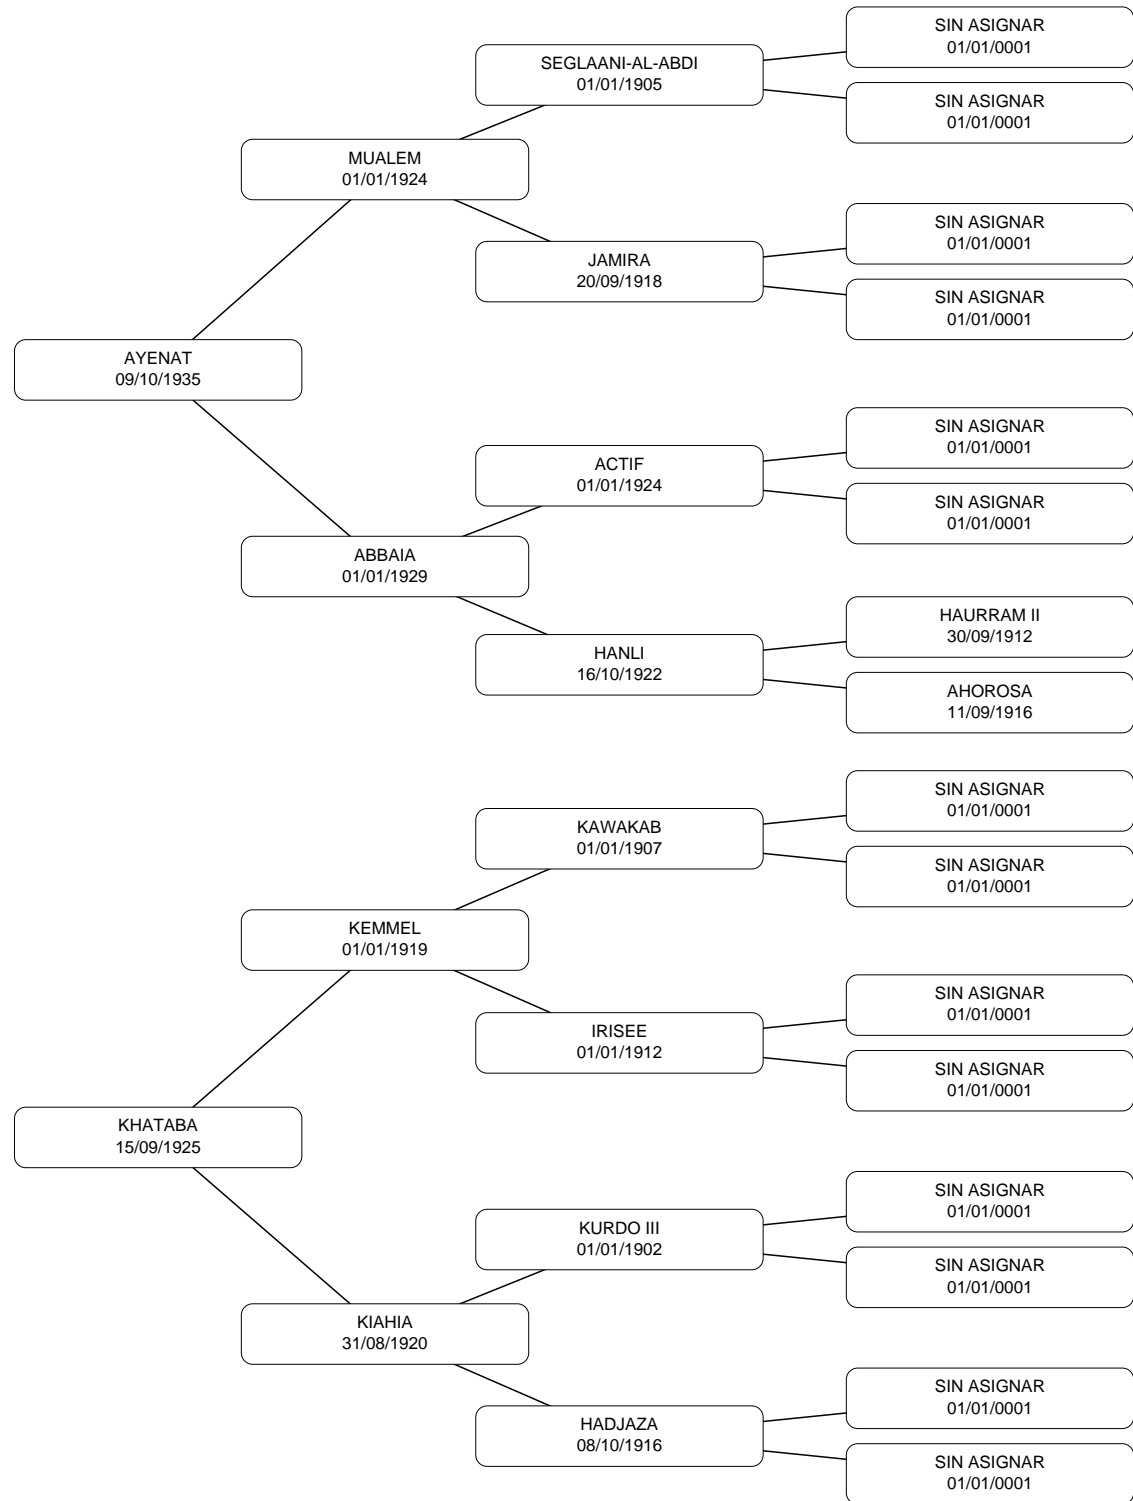 SIN ASIGNAR
01/01/0001
SEGLAANI-AL-ABDI
01/01/1905
SIN ASIGNAR
01/01/0001
MUALEM
01/01/1924
SIN ASIGNAR
01/01/0001
JAMIRA
20/09/1918
SIN ASIGNAR
01/01/0001
AYENAT
09/10/1935
SIN ASIGNAR
01/01/0001
ACTIF
01/01/1924
SIN ASIGNAR
01/01/0001
ABBAIA
01/01/1929
HAURRAM II
30/09/1912
HANLI
16/10/1922
AHOROSA
11/09/1916
SIN ASIGNAR
01/01/0001
KAWAKAB
01/01/1907
SIN ASIGNAR
01/01/0001
KEMMEL
01/01/1919
SIN ASIGNAR
01/01/0001
IRISEE
01/01/1912
SIN ASIGNAR
01/01/0001
KHATABA
15/09/1925
SIN ASIGNAR
01/01/0001
KURDO III
01/01/1902
SIN ASIGNAR
01/01/0001
KIAHIA
31/08/1920
SIN ASIGNAR
01/01/0001
HADJAZA
08/10/1916
SIN ASIGNAR
01/01/0001